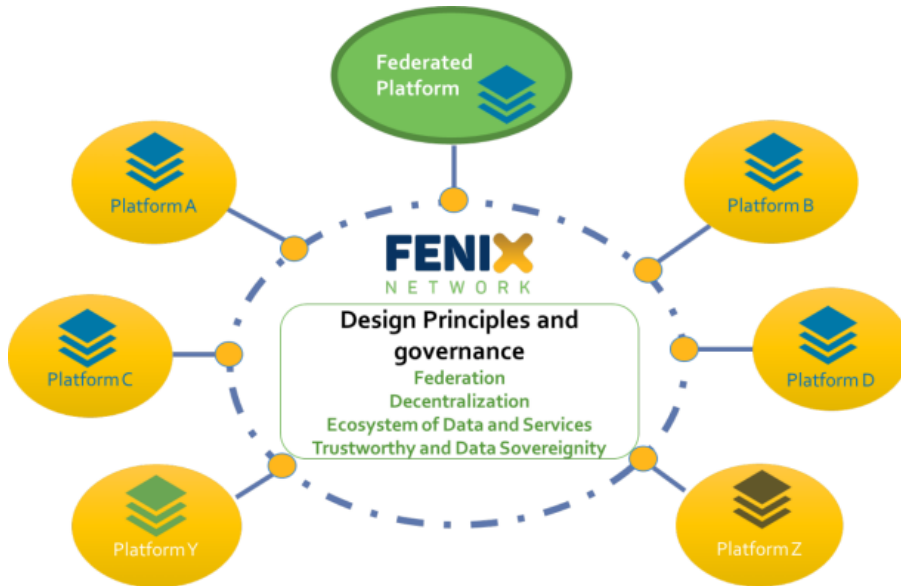 Federated
Platform
Platform A
Platform B
FENIX
NETWORK
Design Principles and
governance
Federation
Decentralization
Ecosystem of Data and Services
Trustworthy and Data Sovereignity
Platform C
Platform D
Platform Y
Platform Z